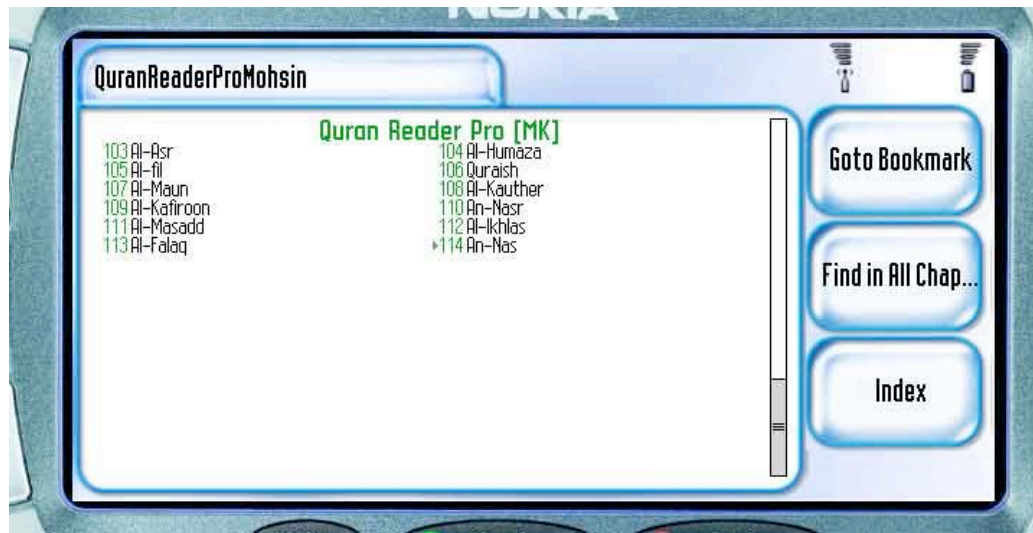 NOKIA
QuranReaderProMohsin
Quran Reader Pro [MK]
103 Al-Asr 104 Al-Humaza
105 Al-fil 106 Quraish
107 Al-Maun 108 Al-Kauther
109 Al-Kafiroon 110 An-Nasr
111 Al-Masadd 112 Al-Ikhlas
113 Al-Falaq 114 An-Nas
Goto Bookmark
Find in All Chap...
Index